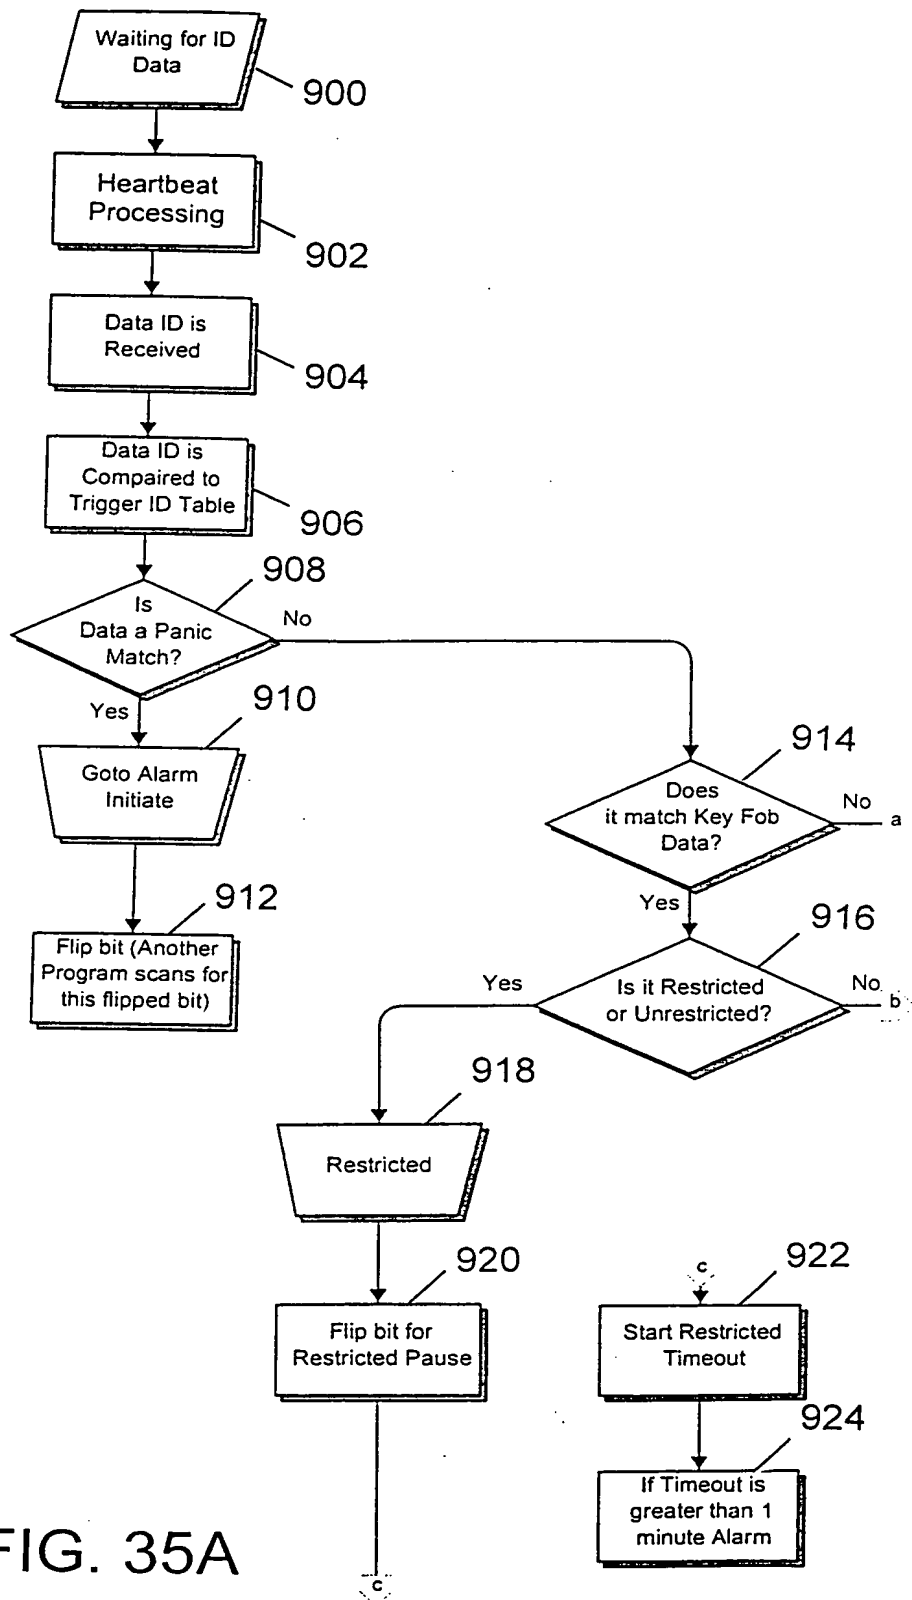 Waiting for ID
Data
900
Heartbeat
Processing
902
Data ID is
Received
904
Data ID is
Compaired to
Trigger ID Table
906
908
Is
Data a Panic
Match?
No
Yes
910
Goto Alarm
Initiate
912
Flip bit (Another
Program scans for
this flipped bit)
914
Does
it match Key Fob
Data?
No
a
Yes
916
Is it Restricted
or Unrestricted?
No
b
Yes
918
Restricted
920
Flip bit for
Restricted Pause
c
c
922
Start Restricted
Timeout
924
If Timeout is
greater than 1
minute Alarm
FIG. 35A